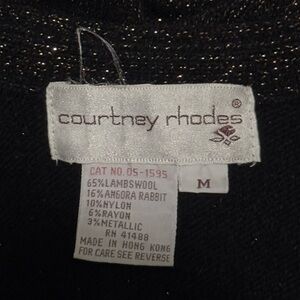 courtney rhodes®
CAT NO. 05-1595
65%LAMBSWOOL
16%ANGORA RABBIT
10%NYLON
6%RAYON
3%METALLIC
RN 41488
MADE IN HONG KONG
FOR CARE SEE REVERSE
M